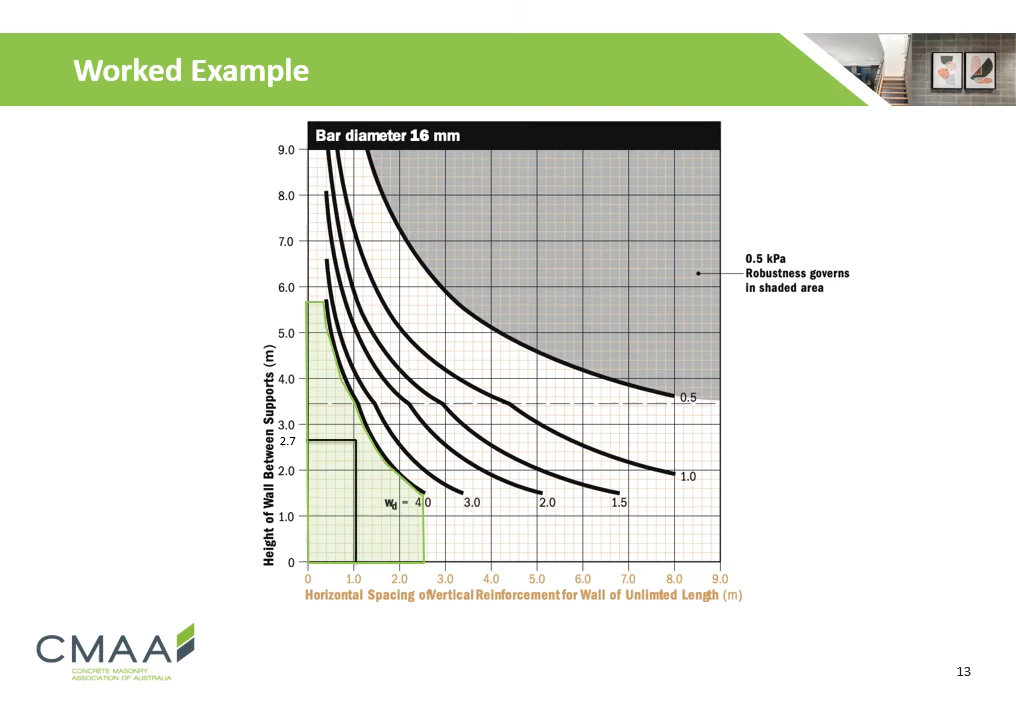 Worked Example
Bar diameter 16 mm
9.0
8.0
7.0
6.0
5.0
4.0
3.0
2.7
2.0
1.0
0
Height of Wall Between Supports (m)
0.5 kPa
Robustness governs
in shaded area
0.5
1.0
wd = 4.0
3.0
2.0
1.5
0 1.0 2.0 3.0 4.0 5.0 6.0 7.0 8.0 9.0
Horizontal Spacing of Vertical Reinforcement for Wall of Unlimited Length (m)
CMAA
CONCRETE MASONRY
ASSOCIATION OF AUSTRALIA
13